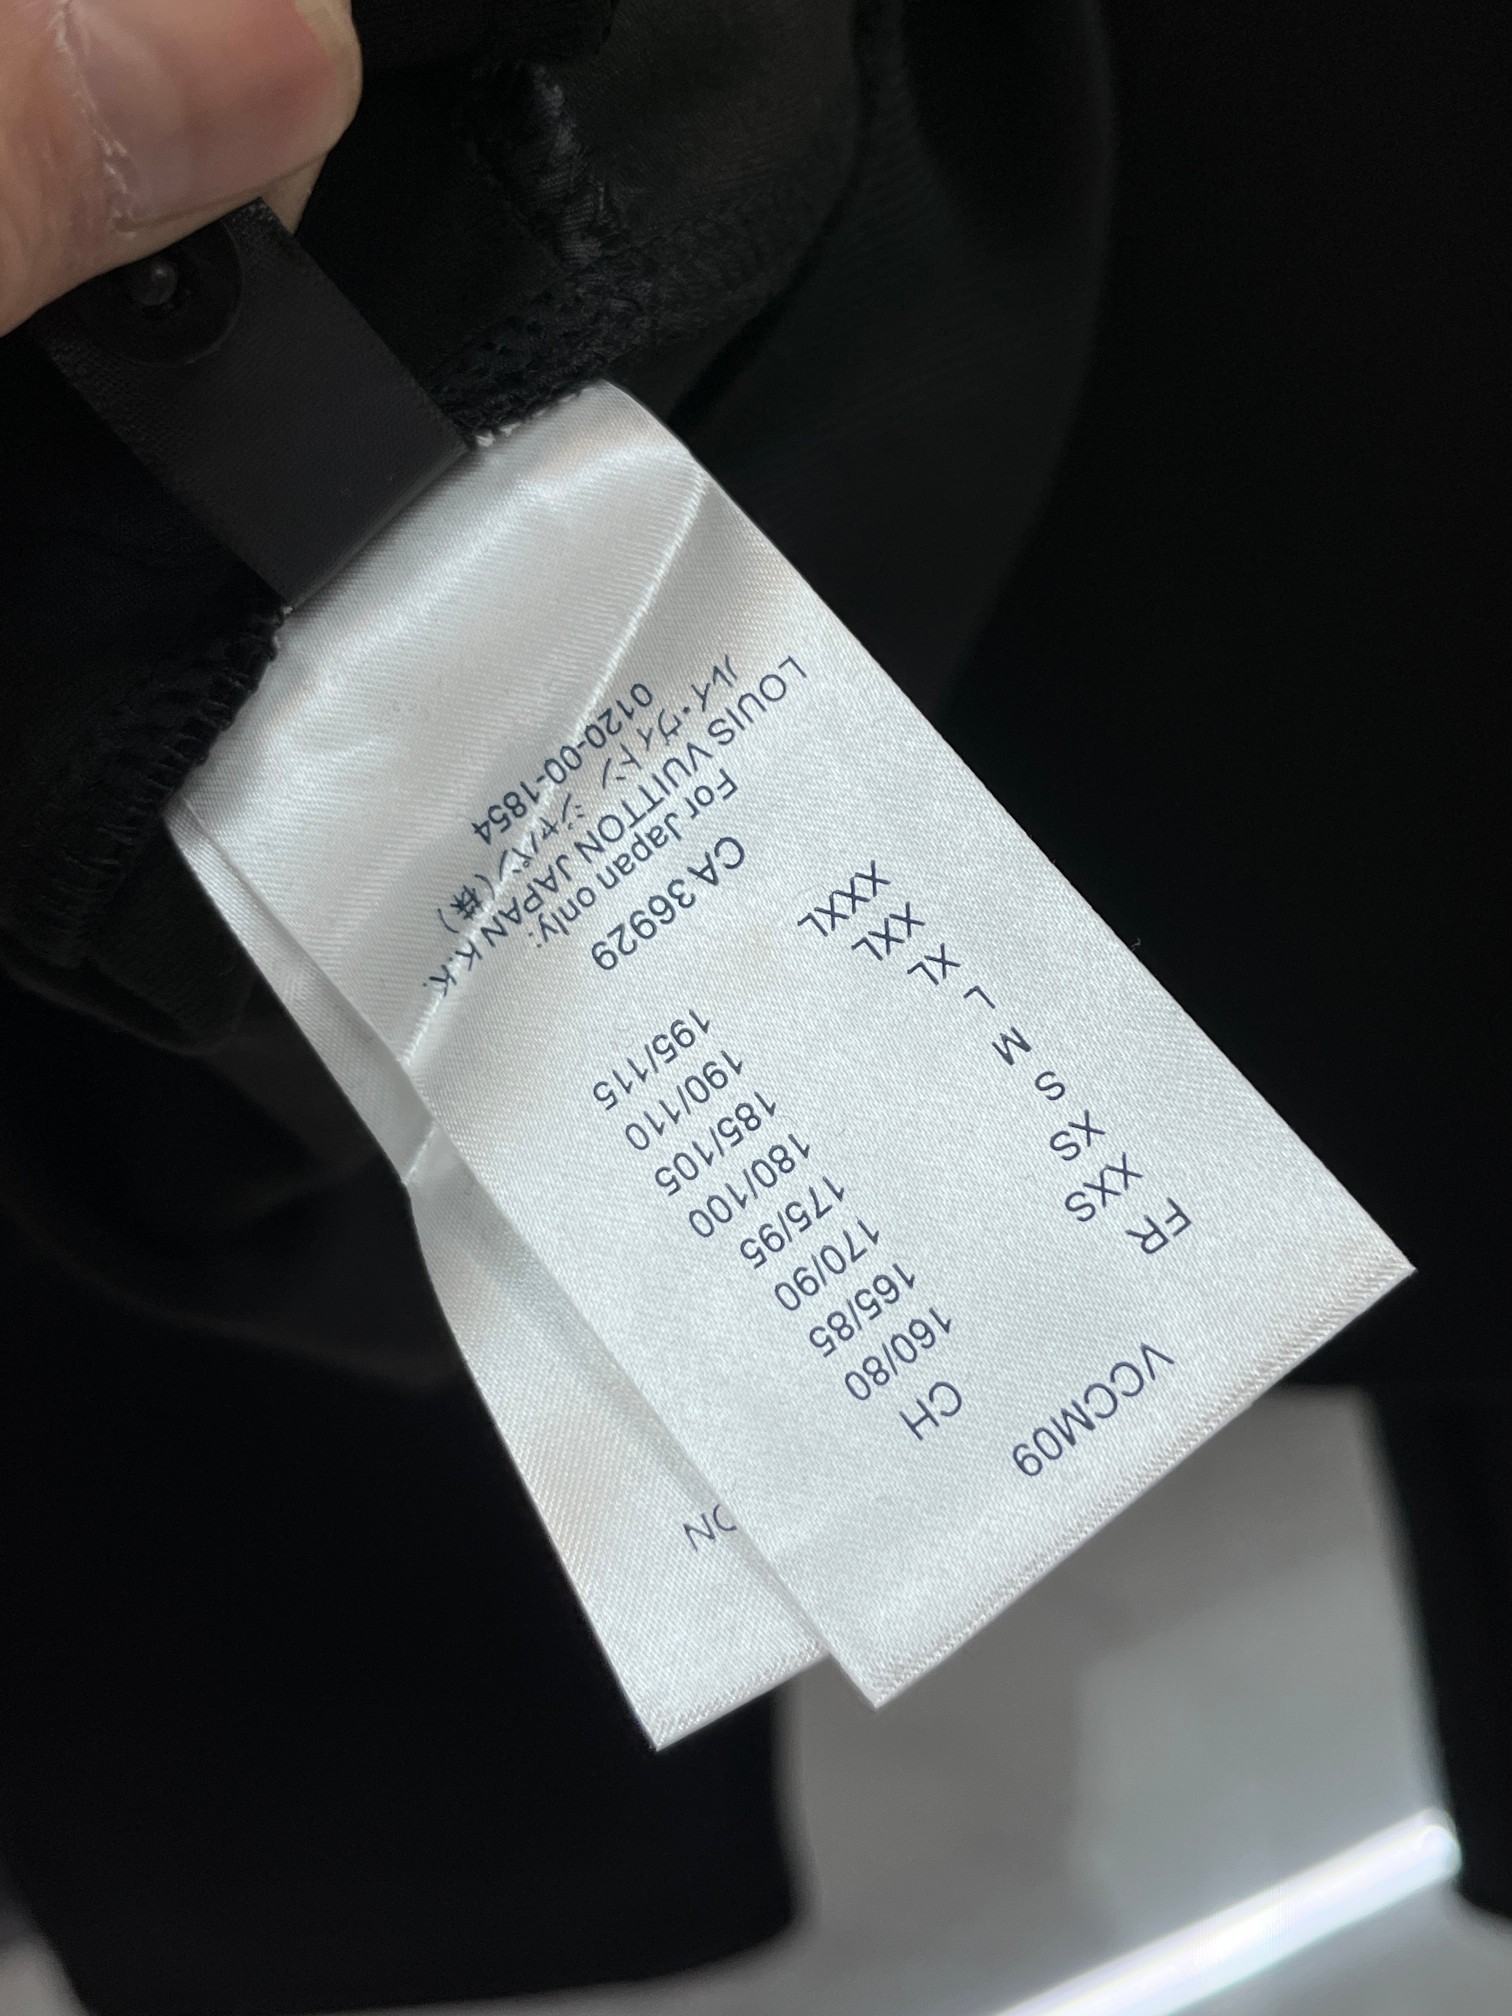 VCCM09
FR CH
XXS 160/80
XS 165/85
S 170/90
M 175/95
L 180/100
XL 185/105
XXL 190/110
XXXL 195/115
CA 36929
For Japan only:
LOUIS VUITTON JAPAN K.K.
ルイ・ヴィトン ジャパン(株)
0120-00-1854